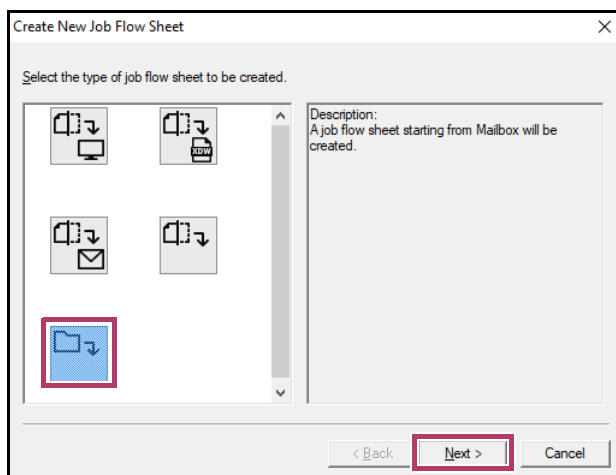 Create New Job Flow Sheet
Select the type of job flow sheet to be created.
XDW
Description:
A job flow sheet starting from Mailbox will be
created.
< Back
Next >
Cancel